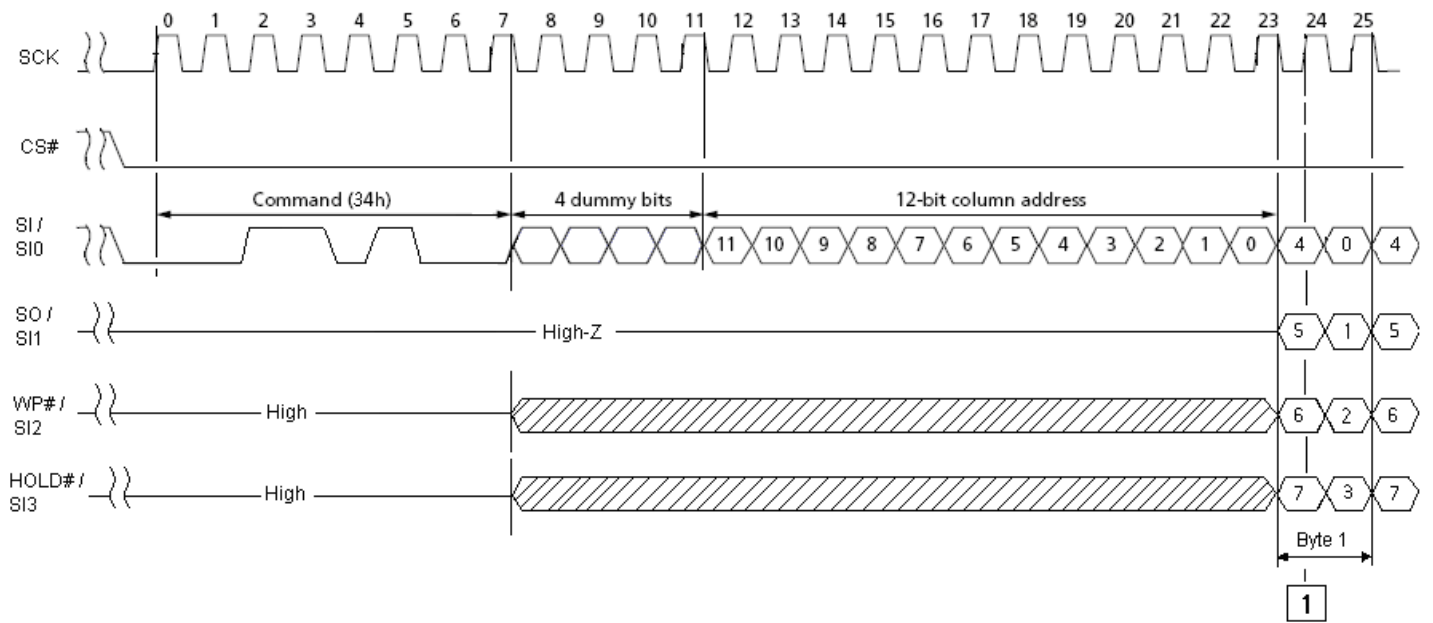 0 1 2 3 4 5 6 7 8 9 10 11 12 13 14 15 16 17 18 19 20 21 22 23 24 25
SCK
CS#
Command (34h) 4 dummy bits 12-bit column address
SI /
SI0
11 10 9 8 7 6 5 4 3 2 1 0 4 0 4
SO /
SI1
High-Z 5 1 5
WP# /
SI2
High 6 2 6
HOLD# /
SI3
High 7 3 7
Byte 1
1